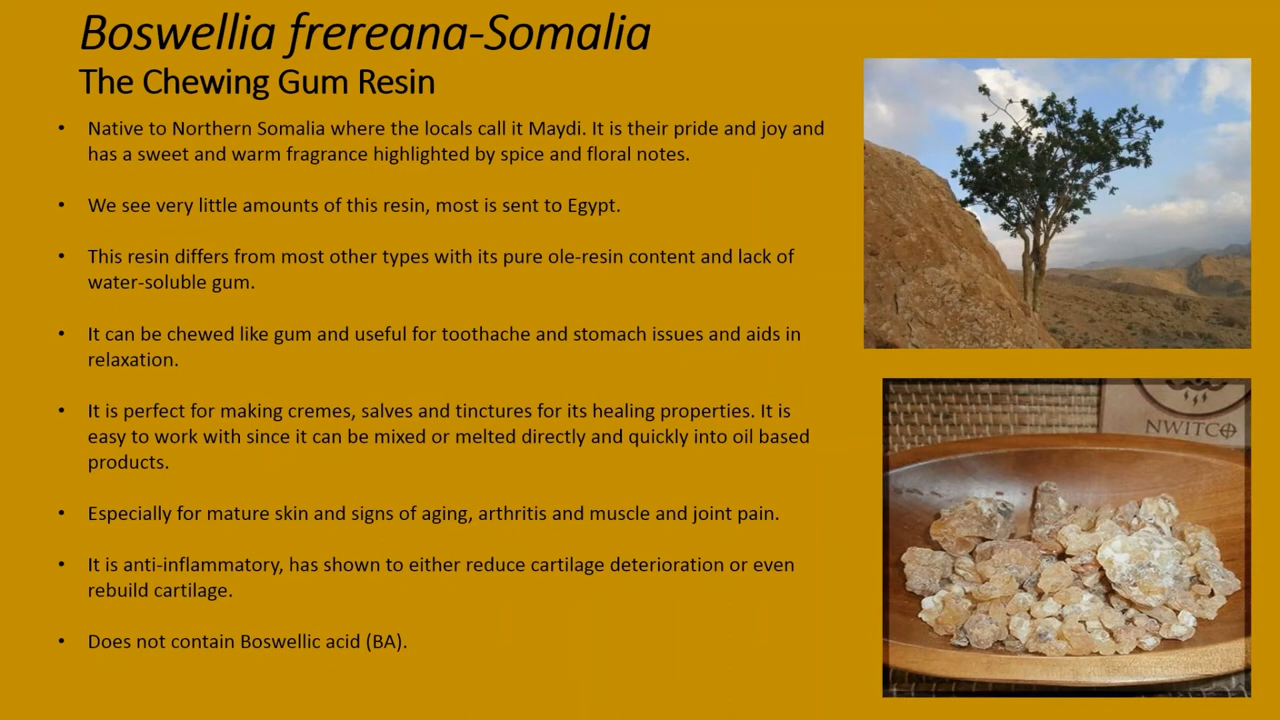 Boswellia frereana-Somalia
The Chewing Gum Resin
• Native to Northern Somalia where the locals call it Maydi. It is their pride and joy and
has a sweet and warm fragrance highlighted by spice and floral notes.
• We see very little amounts of this resin, most is sent to Egypt.
• This resin differs from most other types with its pure ole-resin content and lack of
water-soluble gum.
• It can be chewed like gum and useful for toothache and stomach issues and aids in
relaxation.
• It is perfect for making cremes, salves and tinctures for its healing properties. It is
easy to work with since it can be mixed or melted directly and quickly into oil based
products.
• Especially for mature skin and signs of aging, arthritis and muscle and joint pain.
• It is anti-inflammatory, has shown to either reduce cartilage deterioration or even
rebuild cartilage.
• Does not contain Boswellic acid (BA).
NWITCO